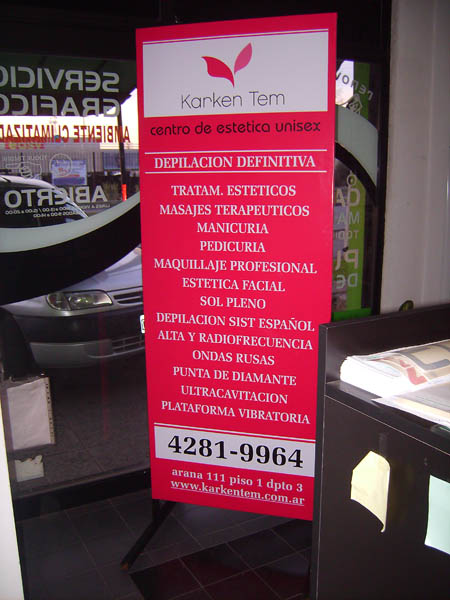 Karken Tem
centro de estetica unisex
DEPILACION DEFINITIVA
TRATAM. ESTETICOS
MASAJES TERAPEUTICOS
MANICURIA
PEDICURIA
MAQUILLAJE PROFESIONAL
ESTETICA FACIAL
SOL PLENO
DEPILACION SIST ESPAÑOL
ALTA Y RADIOFRECUENCIA
ONDAS RUSAS
PUNTA DE DIAMANTE
ULTRACAVITACION
PLATAFORMA VIBRATORIA
4281-9964
arana 111 piso 1 dpto 3
www.karkentem.com.ar
SERVICIO
GRAFICO
AMBIENTE CLIMATIZAD
ABIERTO